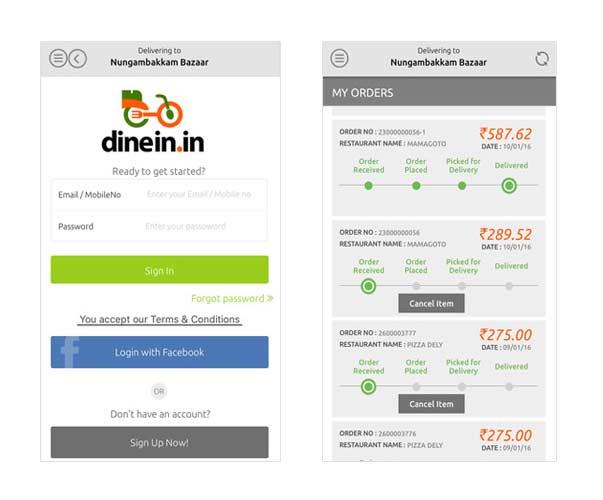 Delivering to
Nungambakkam Bazaar
dinein.in
Ready to get started?
Email / MobileNo Enter your Email / Mobile no
Password Enter your passoword
Sign In
Forgot password »
You accept our Terms & Conditions
f Login with Facebook
OR
Don't have an account?
Sign Up Now!
Delivering to
Nungambakkam Bazaar
MY ORDERS
ORDER NO : 23000000056-1 ₹587.62
RESTAURANT NAME : MAMAGOTO DATE : 10/01/16
Order Received Order Placed Picked for Delivery Delivered
ORDER NO : 23000000056 ₹289.52
RESTAURANT NAME : MAMAGOTO DATE : 10/01/16
Order Received Order Placed Picked for Delivery Delivered
Cancel Item
ORDER NO : 2600003777 ₹275.00
RESTAURANT NAME : PIZZA DELY DATE : 09/01/16
Order Received Order Placed Picked for Delivery Delivered
Cancel Item
ORDER NO : 2600003776 ₹275.00
RESTAURANT NAME : PIZZA DELY DATE : 09/01/16